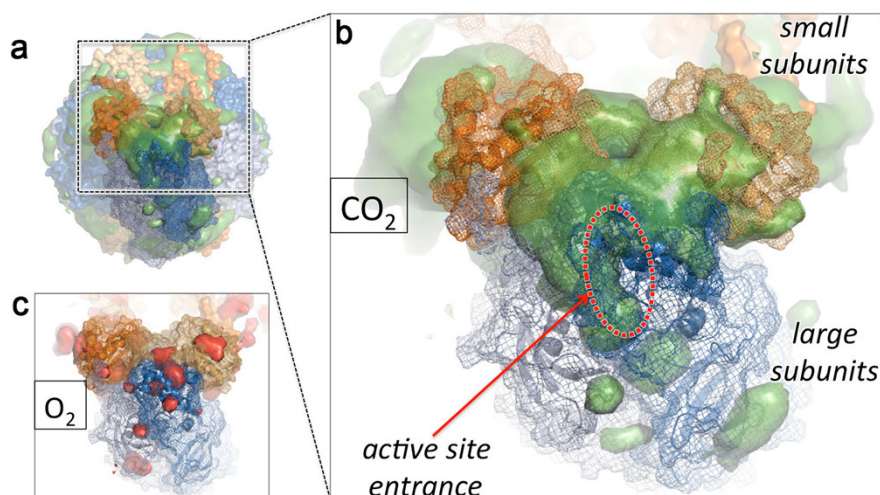 a
b
small
subunits
CO₂
c
O₂
large
subunits
active site
entrance